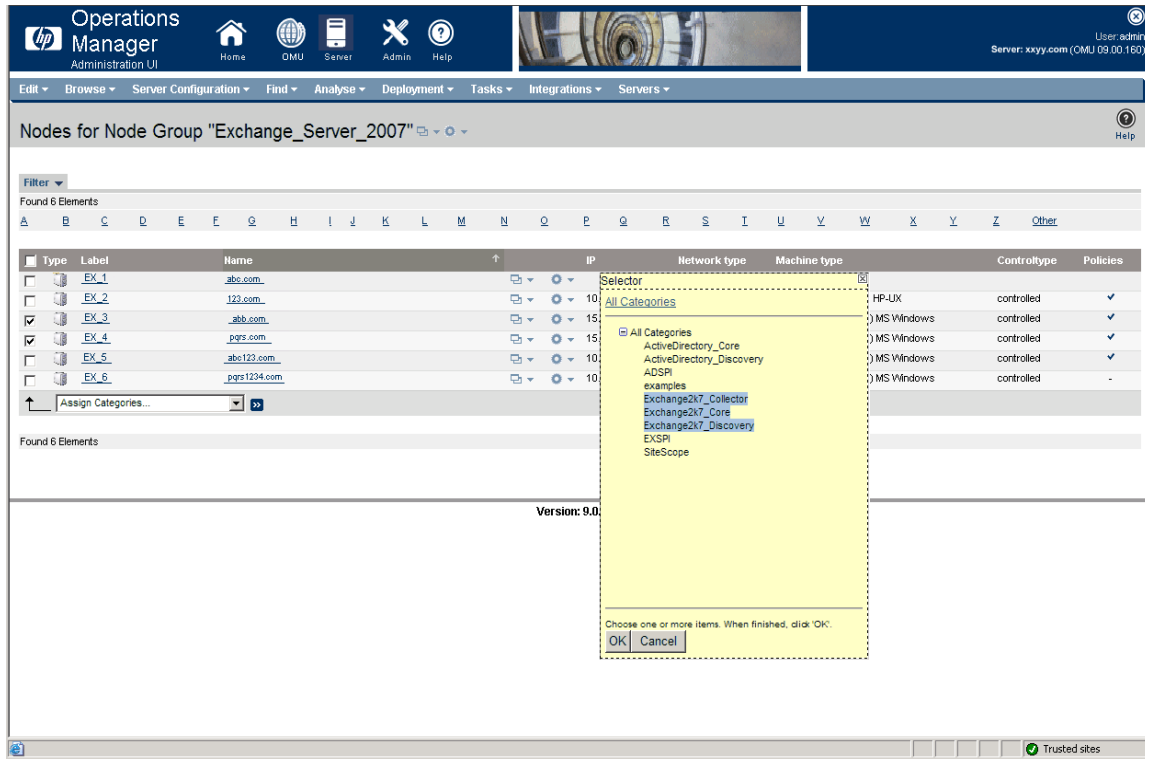 hp Operations Manager
Administration UI
Home OMU Server Admin Help
User:admin
Server: xxyy.com (OMU 09.00.160)
Edit Browse Server Configuration Find Analyse Deployment Tasks Integrations Servers
Nodes for Node Group "Exchange_Server_2007"
Help
Filter
Found 6 Elements
A B C D E F G H I J K L M N O P Q R S T U V W X Y Z Other
Type Label Name IP Network type Machine type Controltype Policies
EX_1 abc.com
EX_2 123.com 10. HP-UX controlled
EX_3 abb.com 15. ) MS Windows controlled
EX_4 pqrs.com 15. ) MS Windows controlled
EX_5 abc123.com 10. ) MS Windows controlled
EX_6 pqrs1234.com 10. ) MS Windows controlled -
Assign Categories...
Found 6 Elements
Version: 9.0.
Selector
All Categories
All Categories
ActiveDirectory_Core
ActiveDirectory_Discovery
ADSPI
examples
Exchange2k7_Collector
Exchange2k7_Core
Exchange2k7_Discovery
EXSPI
SiteScope
Choose one or more items. When finished, click 'OK'.
OK Cancel
Trusted sites